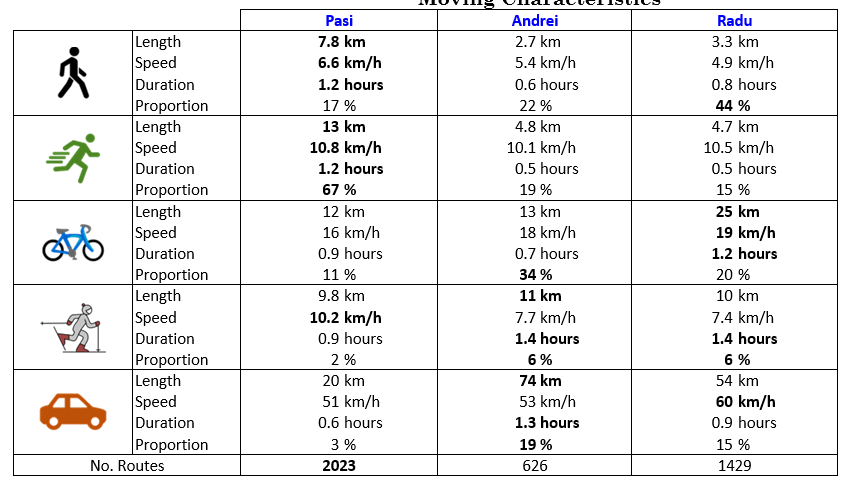 Moving Characteristics
Pasi Andrei Radu
Length 7.8 km 2.7 km 3.3 km
Speed 6.6 km/h 5.4 km/h 4.9 km/h
Duration 1.2 hours 0.6 hours 0.8 hours
Proportion 17 % 22 % 44 %
Length 13 km 4.8 km 4.7 km
Speed 10.8 km/h 10.1 km/h 10.5 km/h
Duration 1.2 hours 0.5 hours 0.5 hours
Proportion 67 % 19 % 15 %
Length 12 km 13 km 25 km
Speed 16 km/h 18 km/h 19 km/h
Duration 0.9 hours 0.7 hours 1.2 hours
Proportion 11 % 34 % 20 %
Length 9.8 km 11 km 10 km
Speed 10.2 km/h 7.7 km/h 7.4 km/h
Duration 0.9 hours 1.4 hours 1.4 hours
Proportion 2 % 6 % 6 %
Length 20 km 74 km 54 km
Speed 51 km/h 53 km/h 60 km/h
Duration 0.6 hours 1.3 hours 0.9 hours
Proportion 3 % 19 % 15 %
No. Routes 2023 626 1429